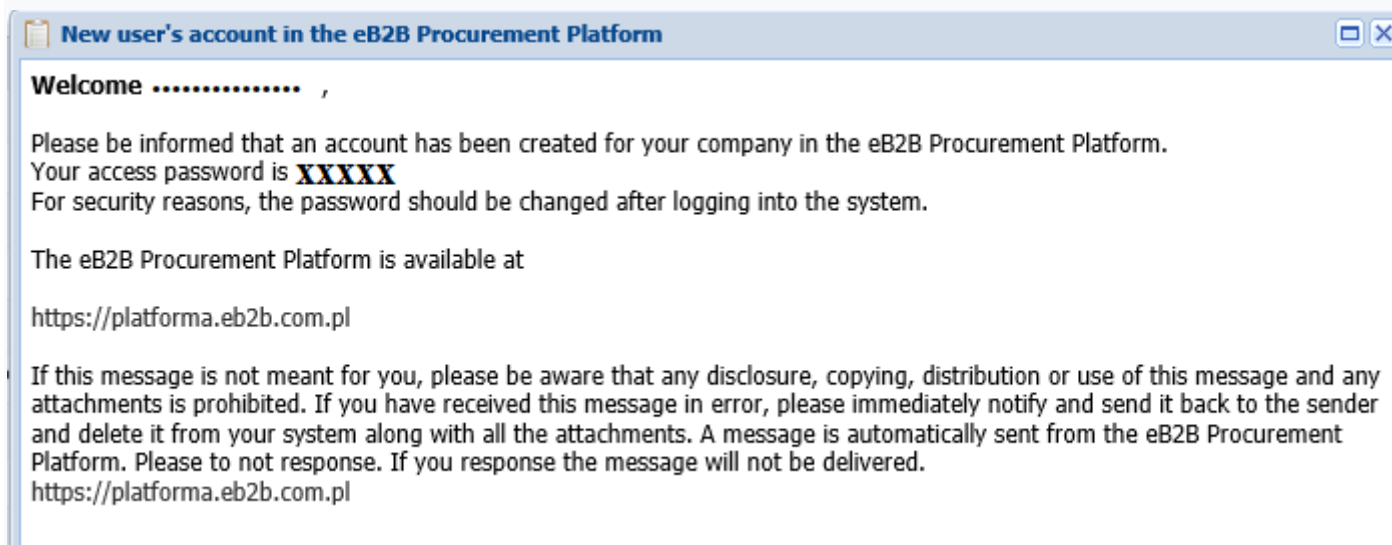 New user's account in the eB2B Procurement Platform
Welcome ............... ,
Please be informed that an account has been created for your company in the eB2B Procurement Platform.
Your access password is XXXXX
For security reasons, the password should be changed after logging into the system.
The eB2B Procurement Platform is available at
https://platforma.eb2b.com.pl
If this message is not meant for you, please be aware that any disclosure, copying, distribution or use of this message and any
attachments is prohibited. If you have received this message in error, please immediately notify and send it back to the sender
and delete it from your system along with all the attachments. A message is automatically sent from the eB2B Procurement
Platform. Please to not response. If you response the message will not be delivered.
https://platforma.eb2b.com.pl